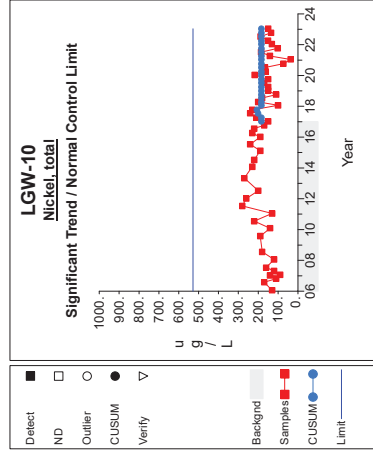 LGW-10
Nickel, total
Significant Trend / Normal Control Limit
1000.
900.
800.
700.
600.
500.
400.
300.
200.
100.
0.
u
g
/
L
06 08 10 12 14 16 18 20 22 24
Year
Detect
ND
Outlier
CUSUM
Verify
Backgnd
Samples
CUSUM
Limit